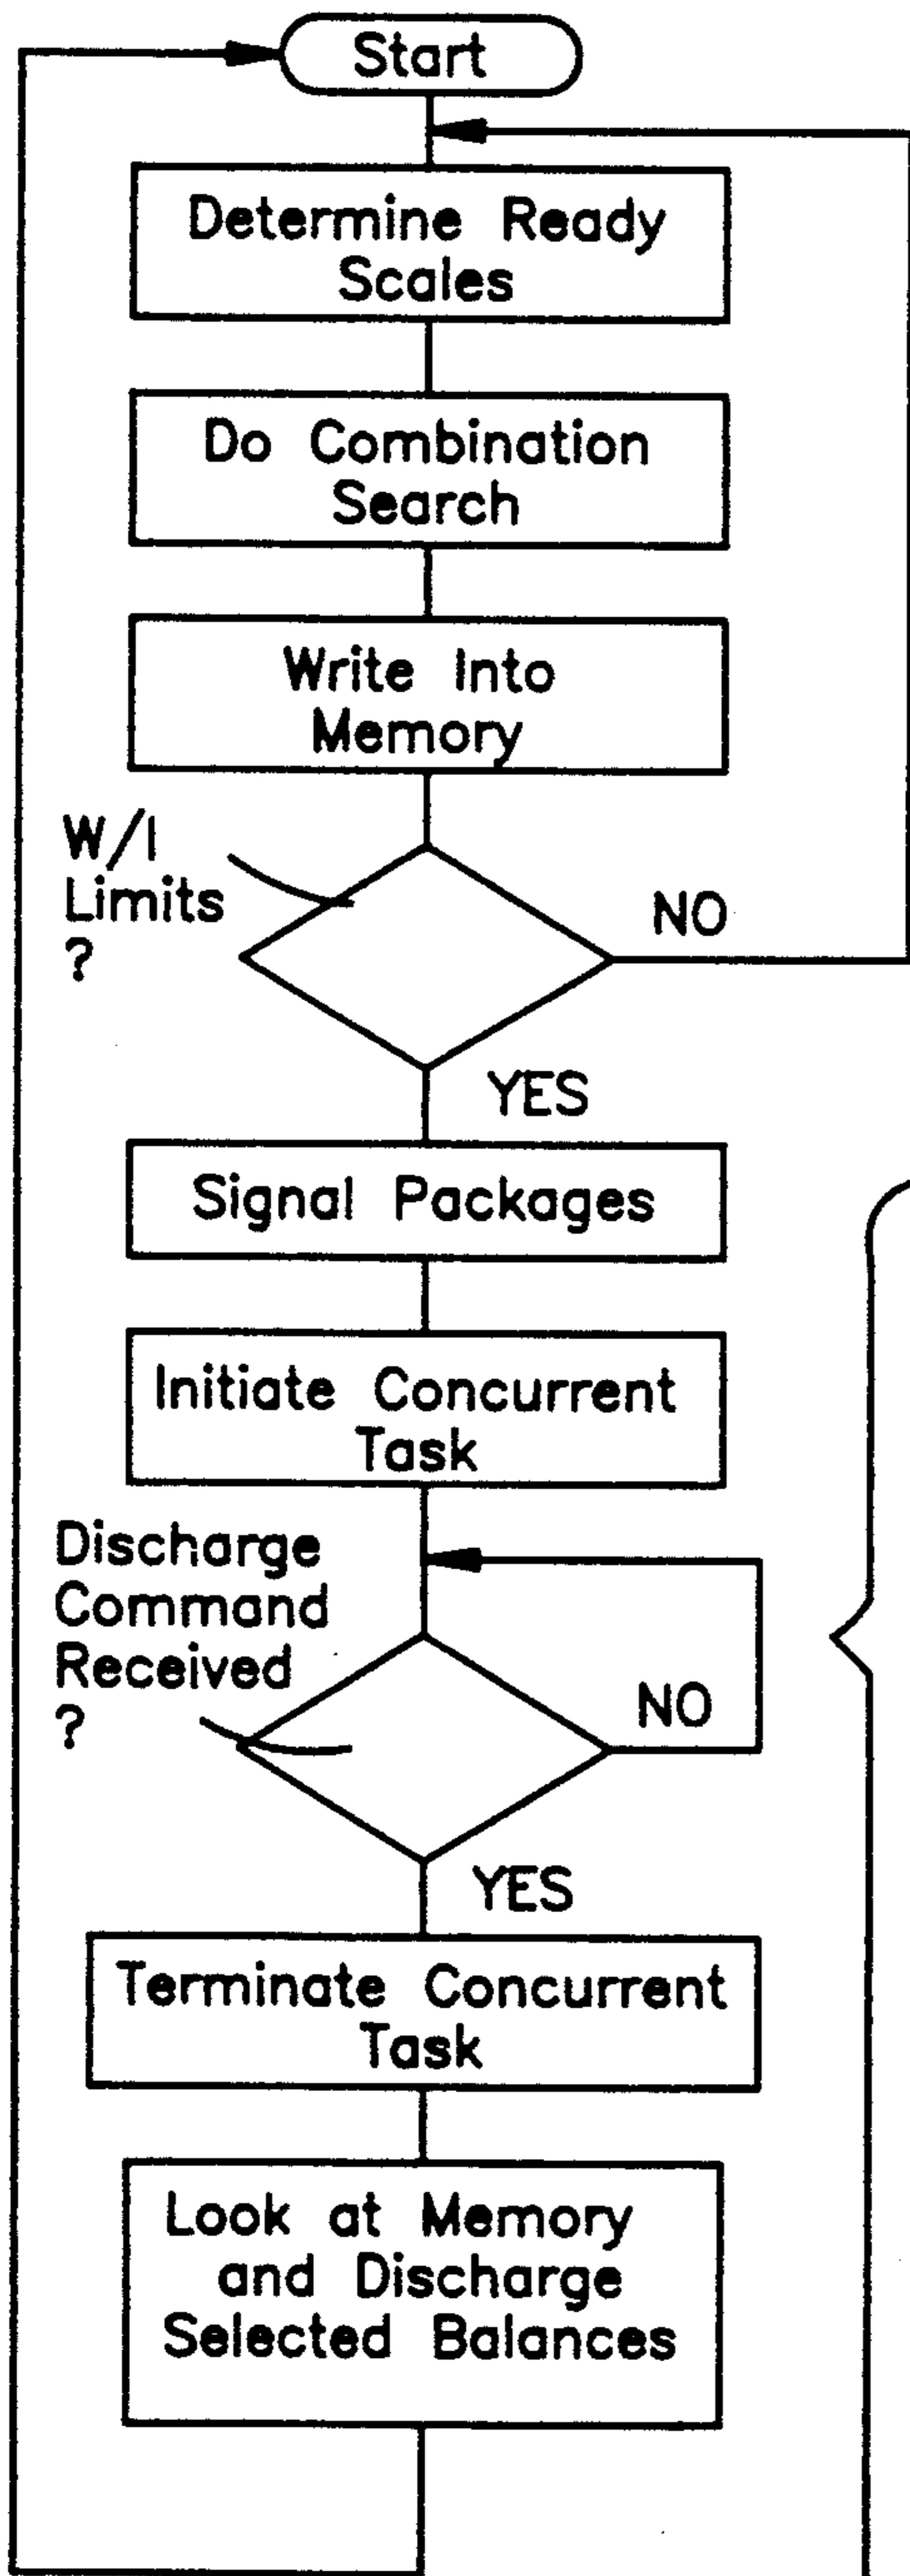 Start
Determine Ready
Scales
Do Combination
Search
Write Into
Memory
W/I
Limits
?
NO
YES
Signal Packages
Initiate Concurrent
Task
Discharge
Command
Received
?
NO
YES
Terminate Concurrent
Task
Look at Memory
and Discharge
Selected Balances